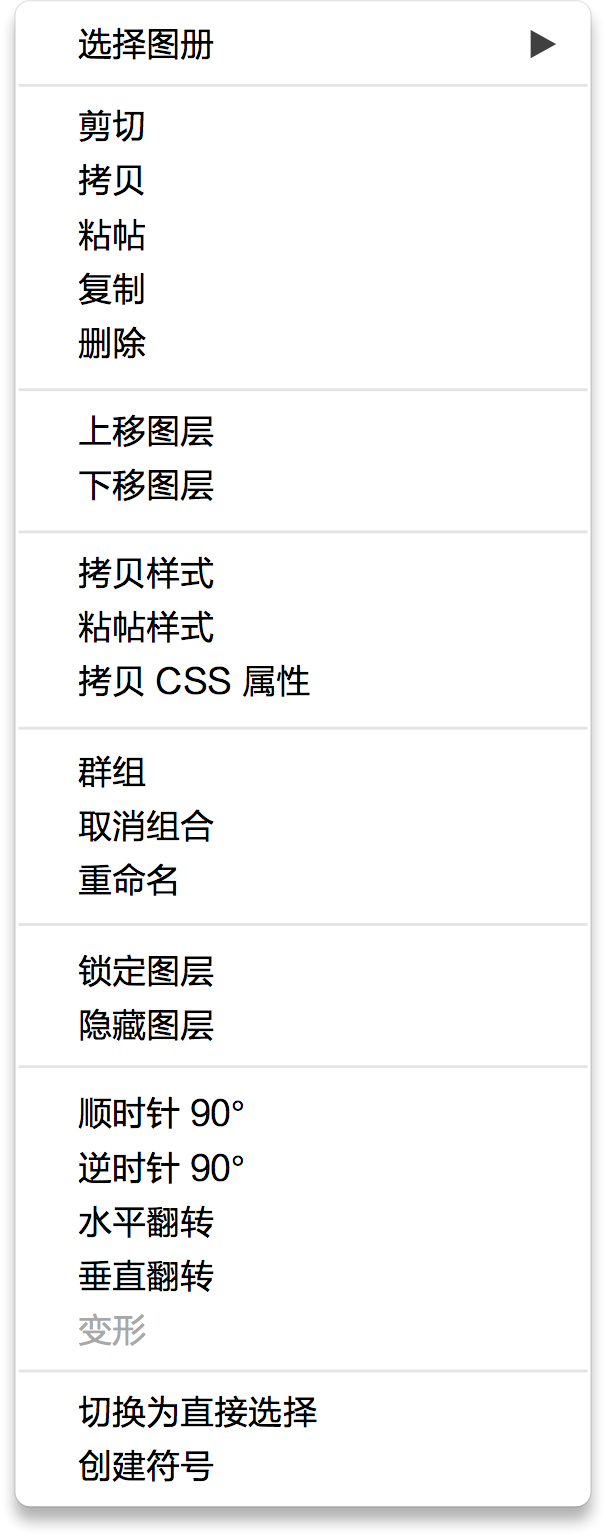 选择图册
剪切
拷贝
粘帖
复制
删除
上移图层
下移图层
拷贝样式
粘帖样式
拷贝 CSS 属性
群组
取消组合
重命名
锁定图层
隐藏图层
顺时针 90°
逆时针 90°
水平翻转
垂直翻转
变形
切换为直接选择
创建符号